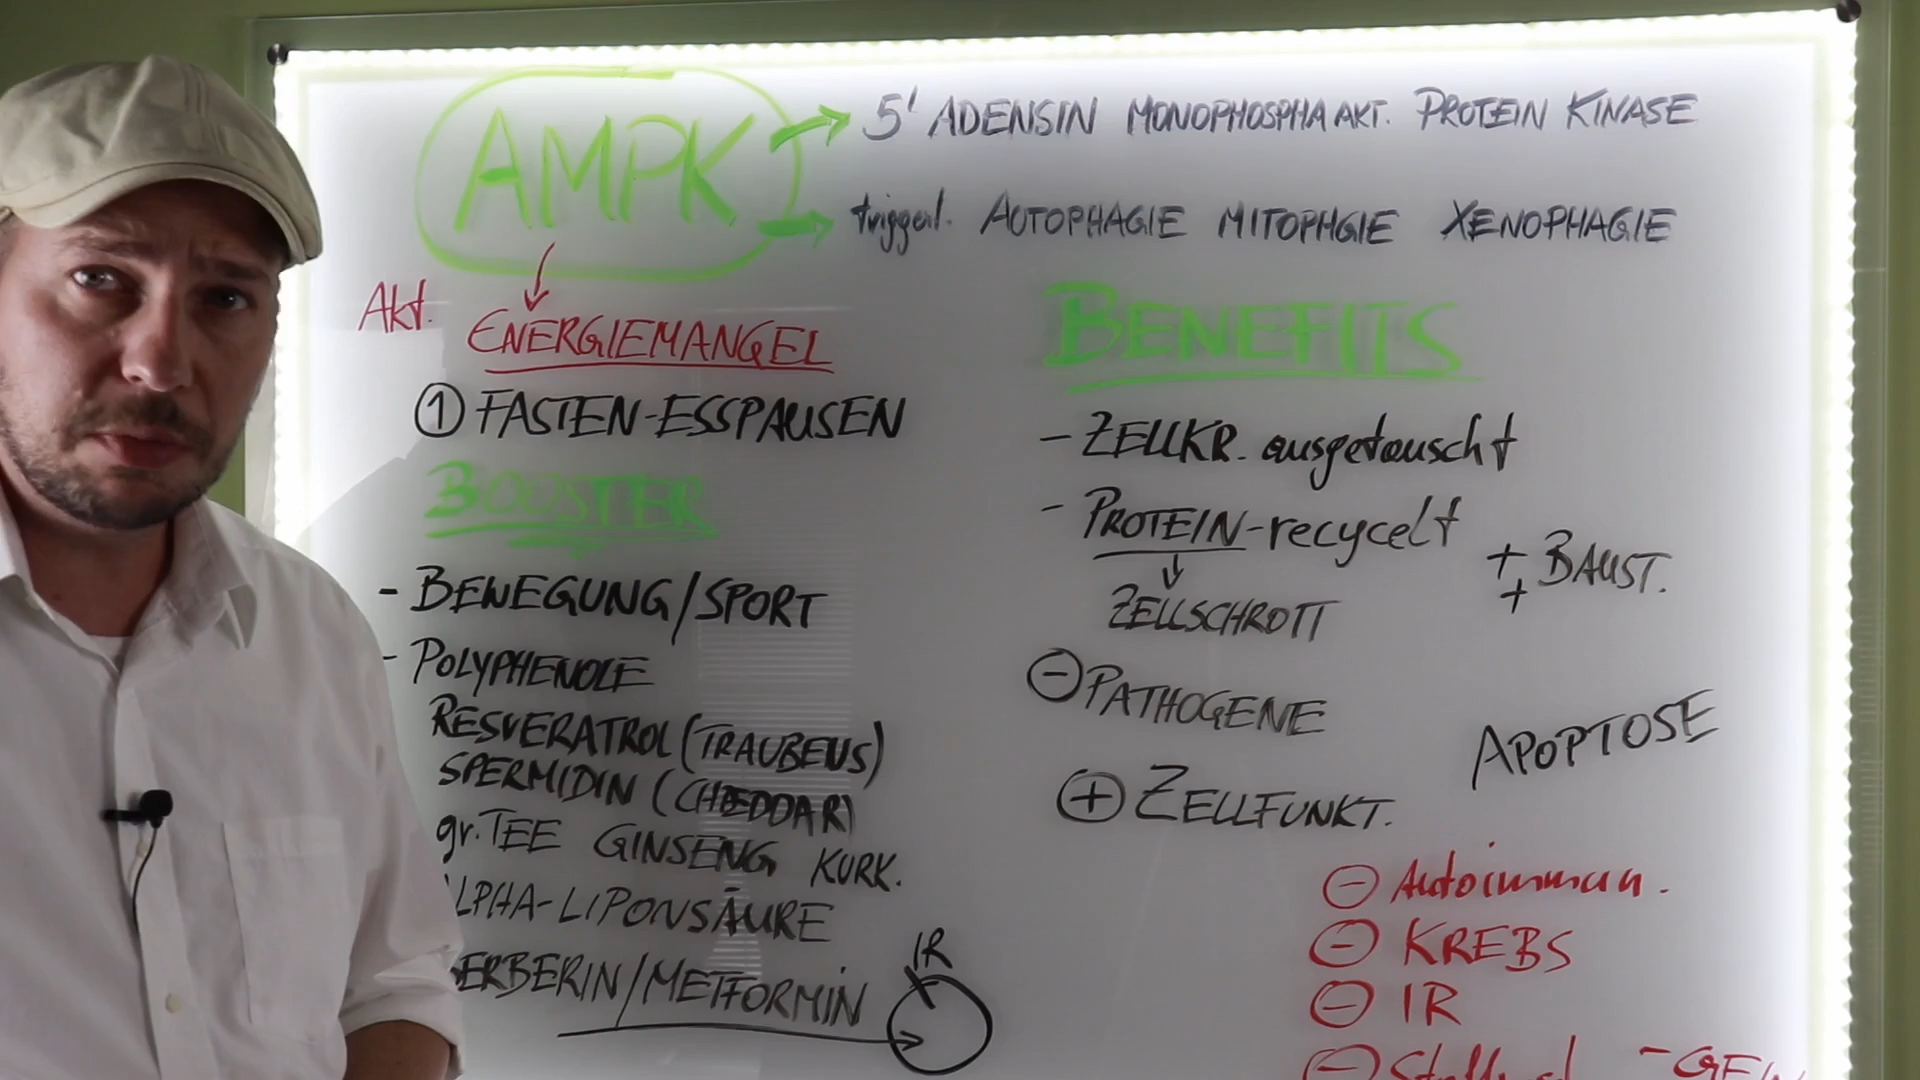 AMPK
5' ADENSIN MONOPHOSPHA AKT. PROTEIN KINASE
AUTOPHAGIE MITOPHGIE XENOPHAGIE
Akt. ENERGIEMANGEL
① FASTEN-ESSPAUSEN
BOOSTER
- BEWEGUNG/SPORT
- POLYPHENOLE
RESVERATROL (TRAUBENS)
SPERMIDIN (CHEDDAR)
gr. TEE GINSENG KURK.
LPHA-LIPONSÄURE
ERBERIN/METFORMIN
IR
BENEFITS
- ZELLKR. ausgetauscht
- PROTEIN-recycelt
ZELLSCHROTT
+ + BAUST.
⊖ PATHOGENE
APOPTOSE
⊕ ZELLFUNKT.
⊖ Autoimmun.
⊖ KREBS
⊖ IR
⊖
- GEW